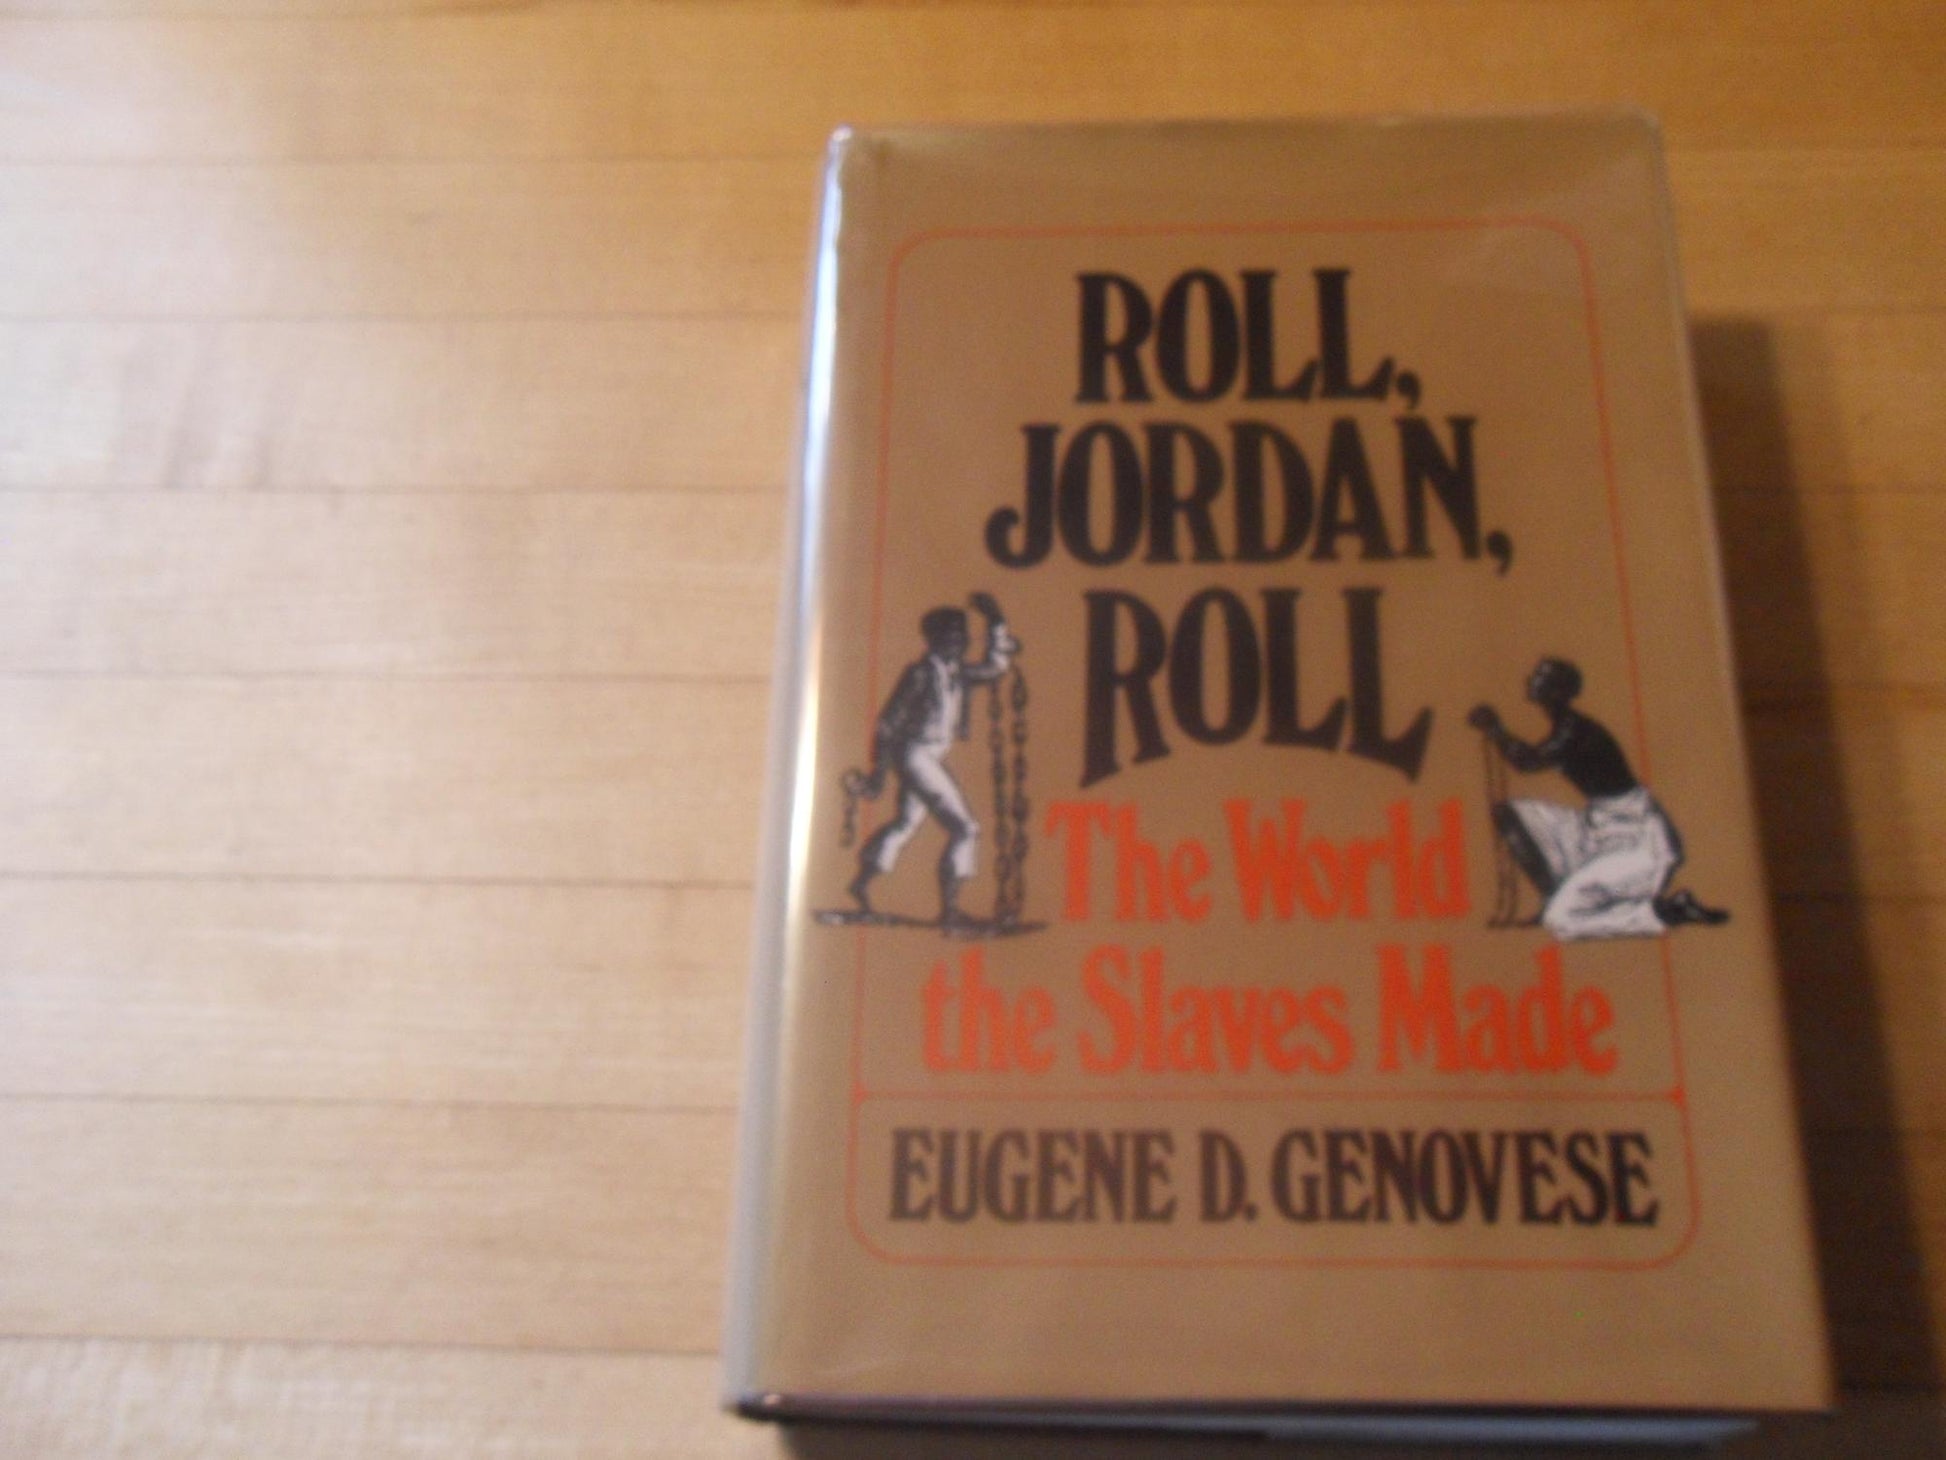 ROLL,
JORDAN,
ROLL
The World
the Slaves Made
EUGENE D. GENOVESE